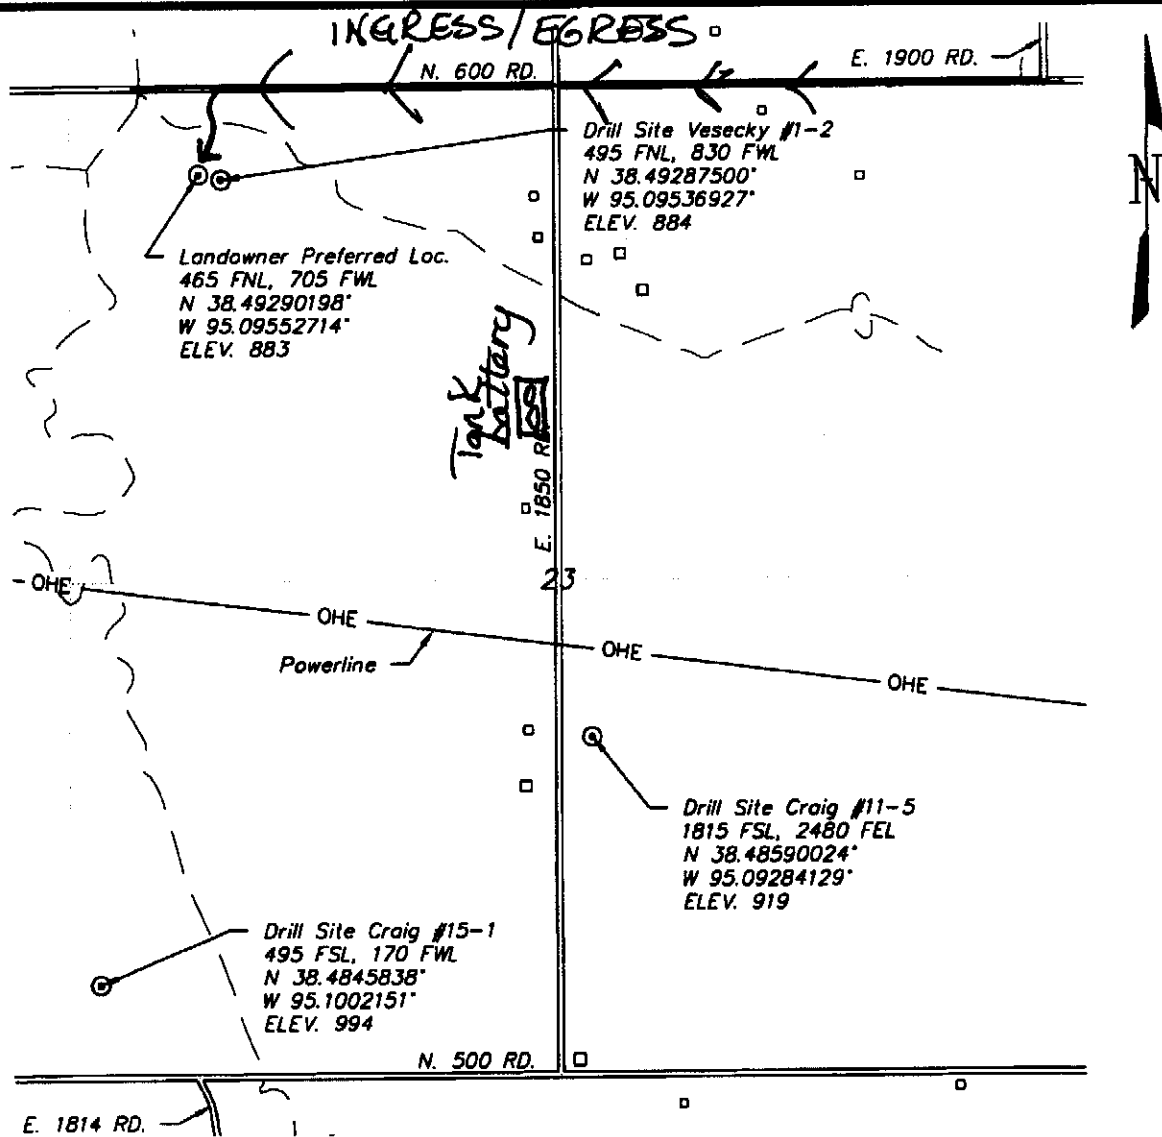 INGRESS/EGRESS
N. 600 RD.
E. 1900 RD.
Drill Site Vesecky #1-2
495 FNL, 830 FWL
N 38.49287500°
W 95.09536927°
ELEV. 884
N
Landowner Preferred Loc.
465 FNL, 705 FWL
N 38.49290198°
W 95.09552714°
ELEV. 883
Tank
battery
E. 1850 RD.
23
OHE
OHE
OHE
OHE
Powerline
Drill Site Craig #11-5
1815 FSL, 2480 FEL
N 38.48590024°
W 95.09284129°
ELEV. 919
Drill Site Craig #15-1
495 FSL, 170 FWL
N 38.4845838°
W 95.1002151°
ELEV. 994
N. 500 RD.
E. 1814 RD.